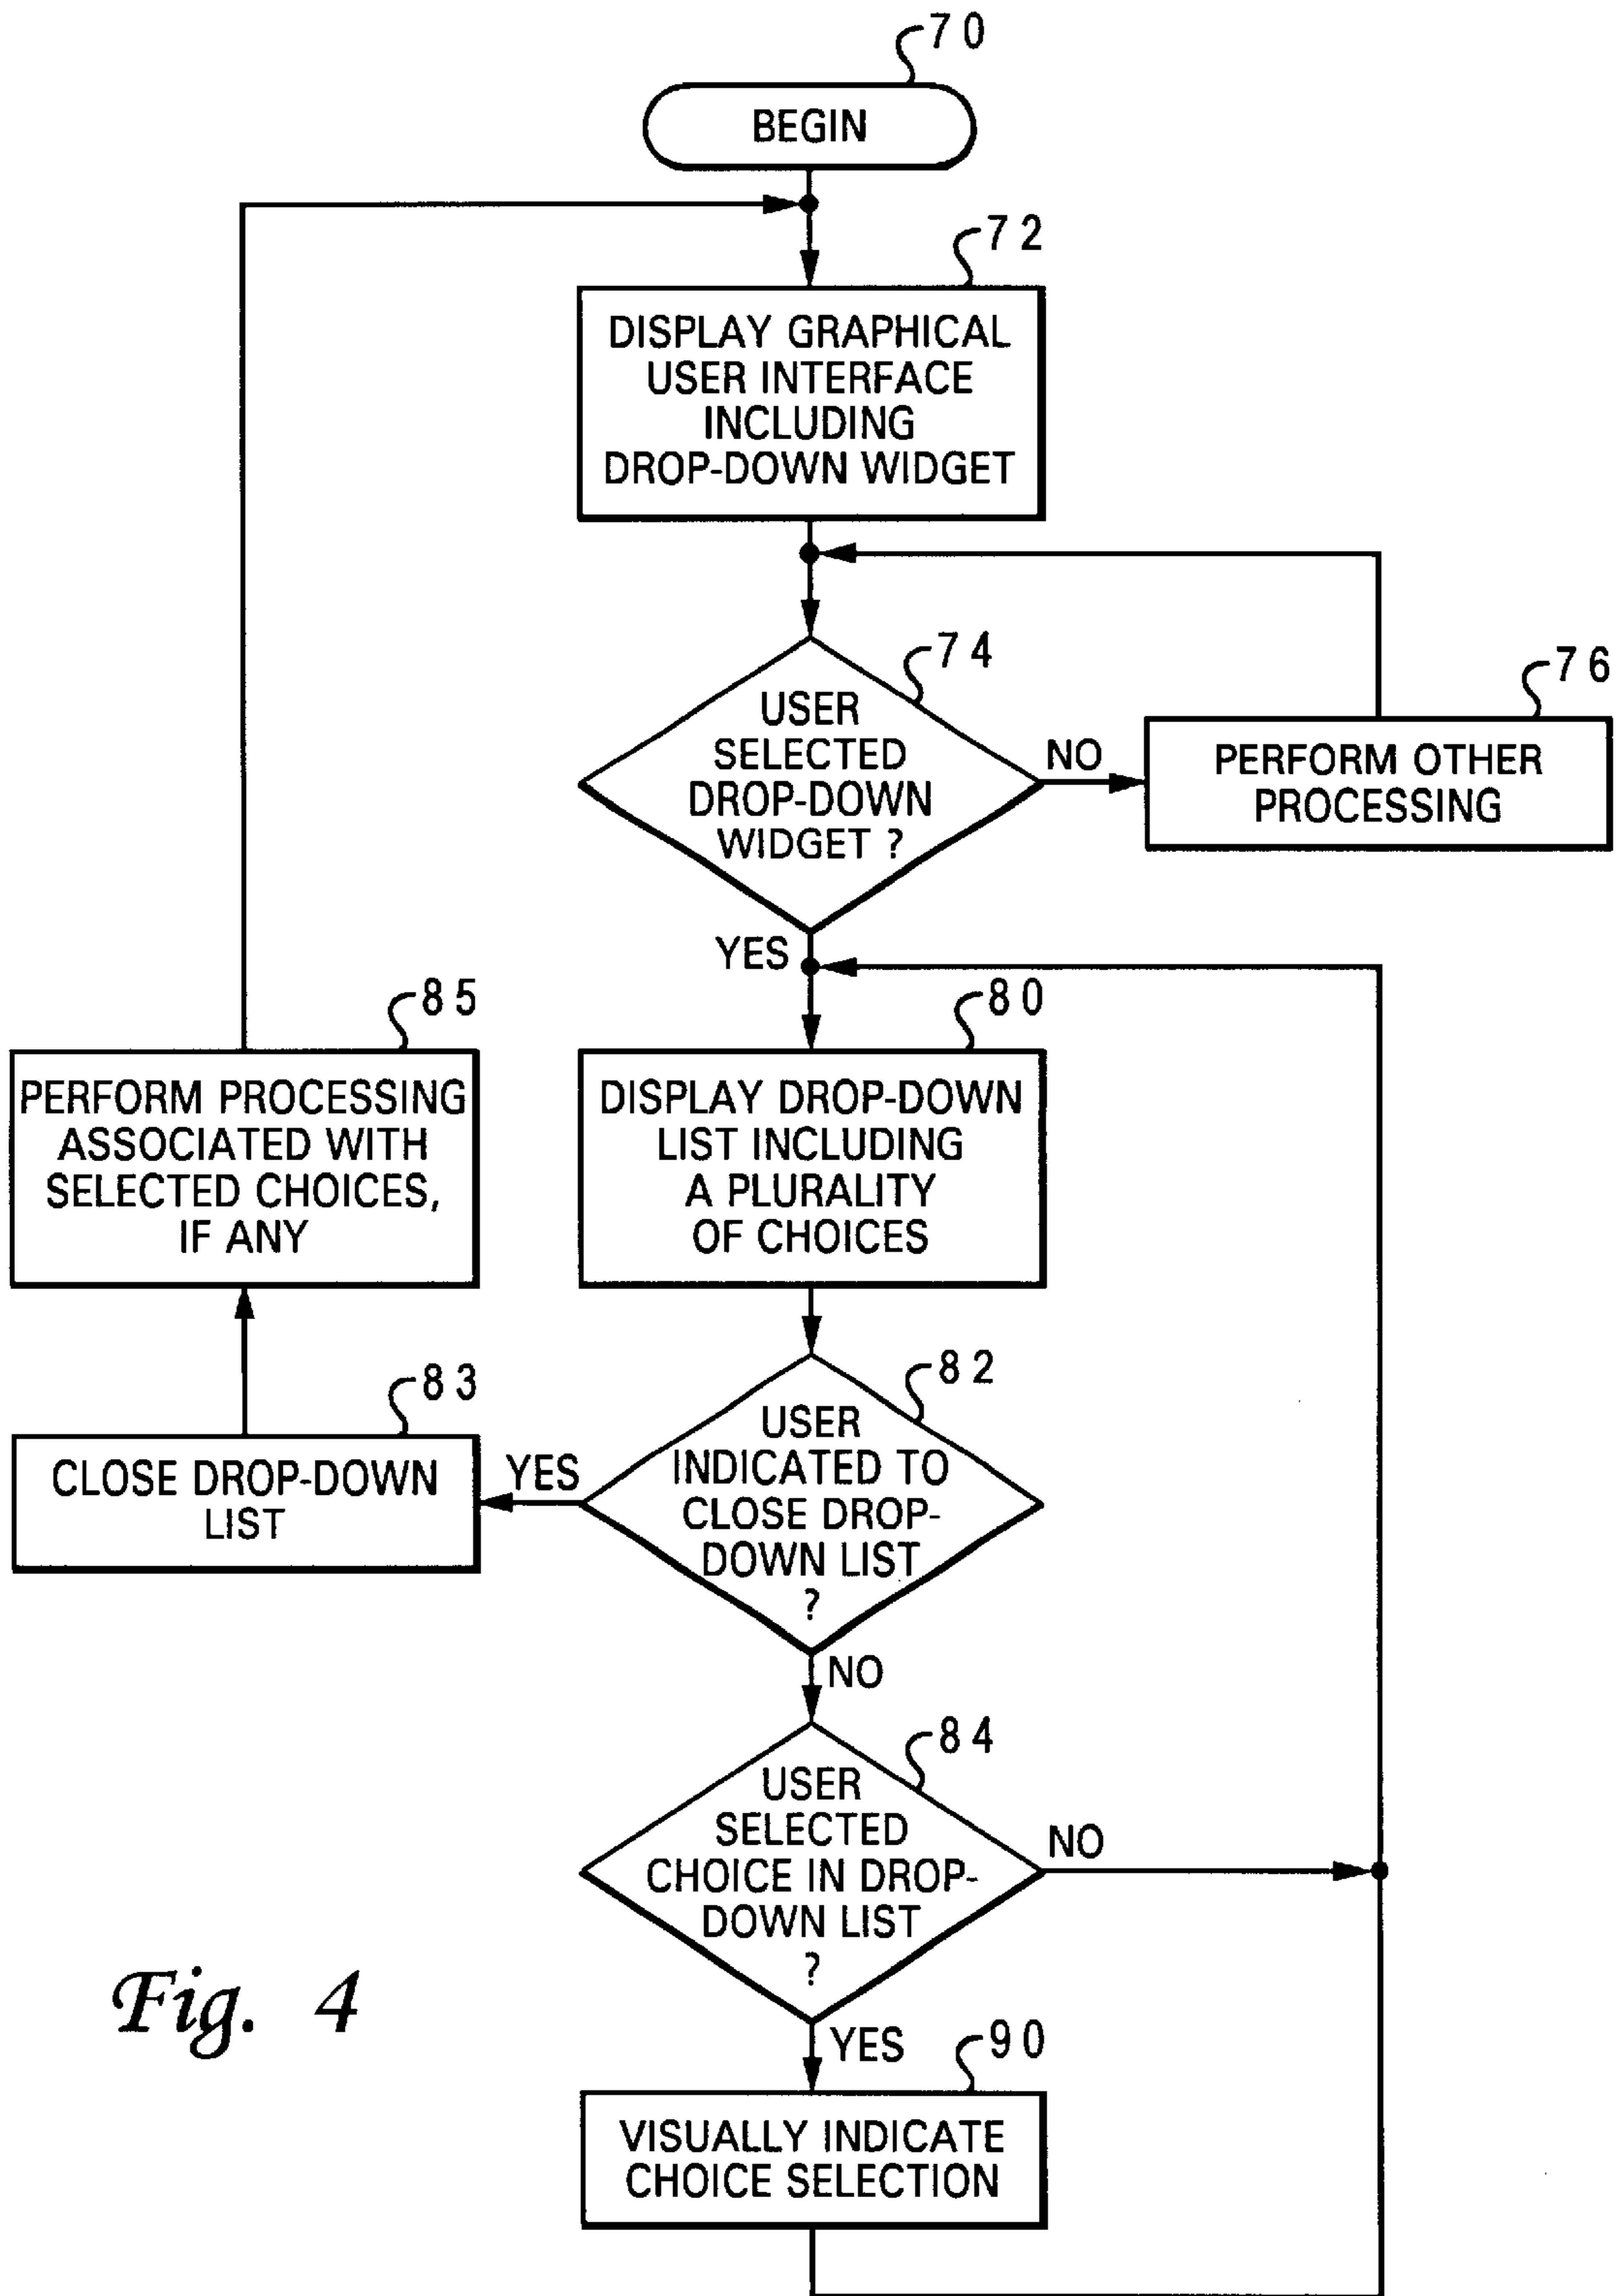 70
BEGIN
72
DISPLAY GRAPHICAL
USER INTERFACE
INCLUDING
DROP-DOWN WIDGET
74
USER
SELECTED
DROP-DOWN
WIDGET ?
NO
76
PERFORM OTHER
PROCESSING
YES
80
DISPLAY DROP-DOWN
LIST INCLUDING
A PLURALITY
OF CHOICES
85
PERFORM PROCESSING
ASSOCIATED WITH
SELECTED CHOICES,
IF ANY
82
USER
INDICATED TO
CLOSE DROP-
DOWN LIST
?
YES
83
CLOSE DROP-DOWN
LIST
NO
84
USER
SELECTED
CHOICE IN DROP-
DOWN LIST
?
NO
YES
90
VISUALLY INDICATE
CHOICE SELECTION
Fig. 4